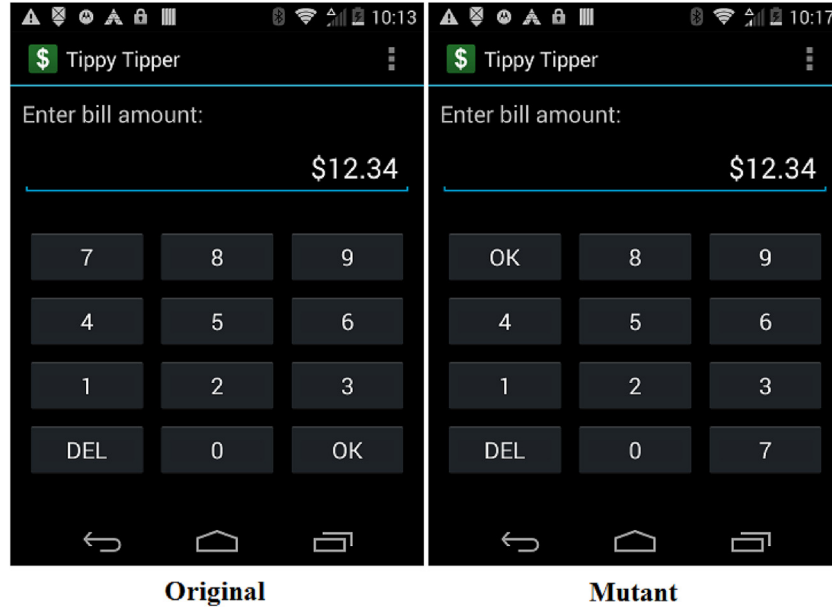 10:13
Tippy Tipper
Enter bill amount:
$12.34
7 8 9
4 5 6
1 2 3
DEL 0 OK
Original
10:17
Tippy Tipper
Enter bill amount:
$12.34
OK 8 9
4 5 6
1 2 3
DEL 0 7
Mutant